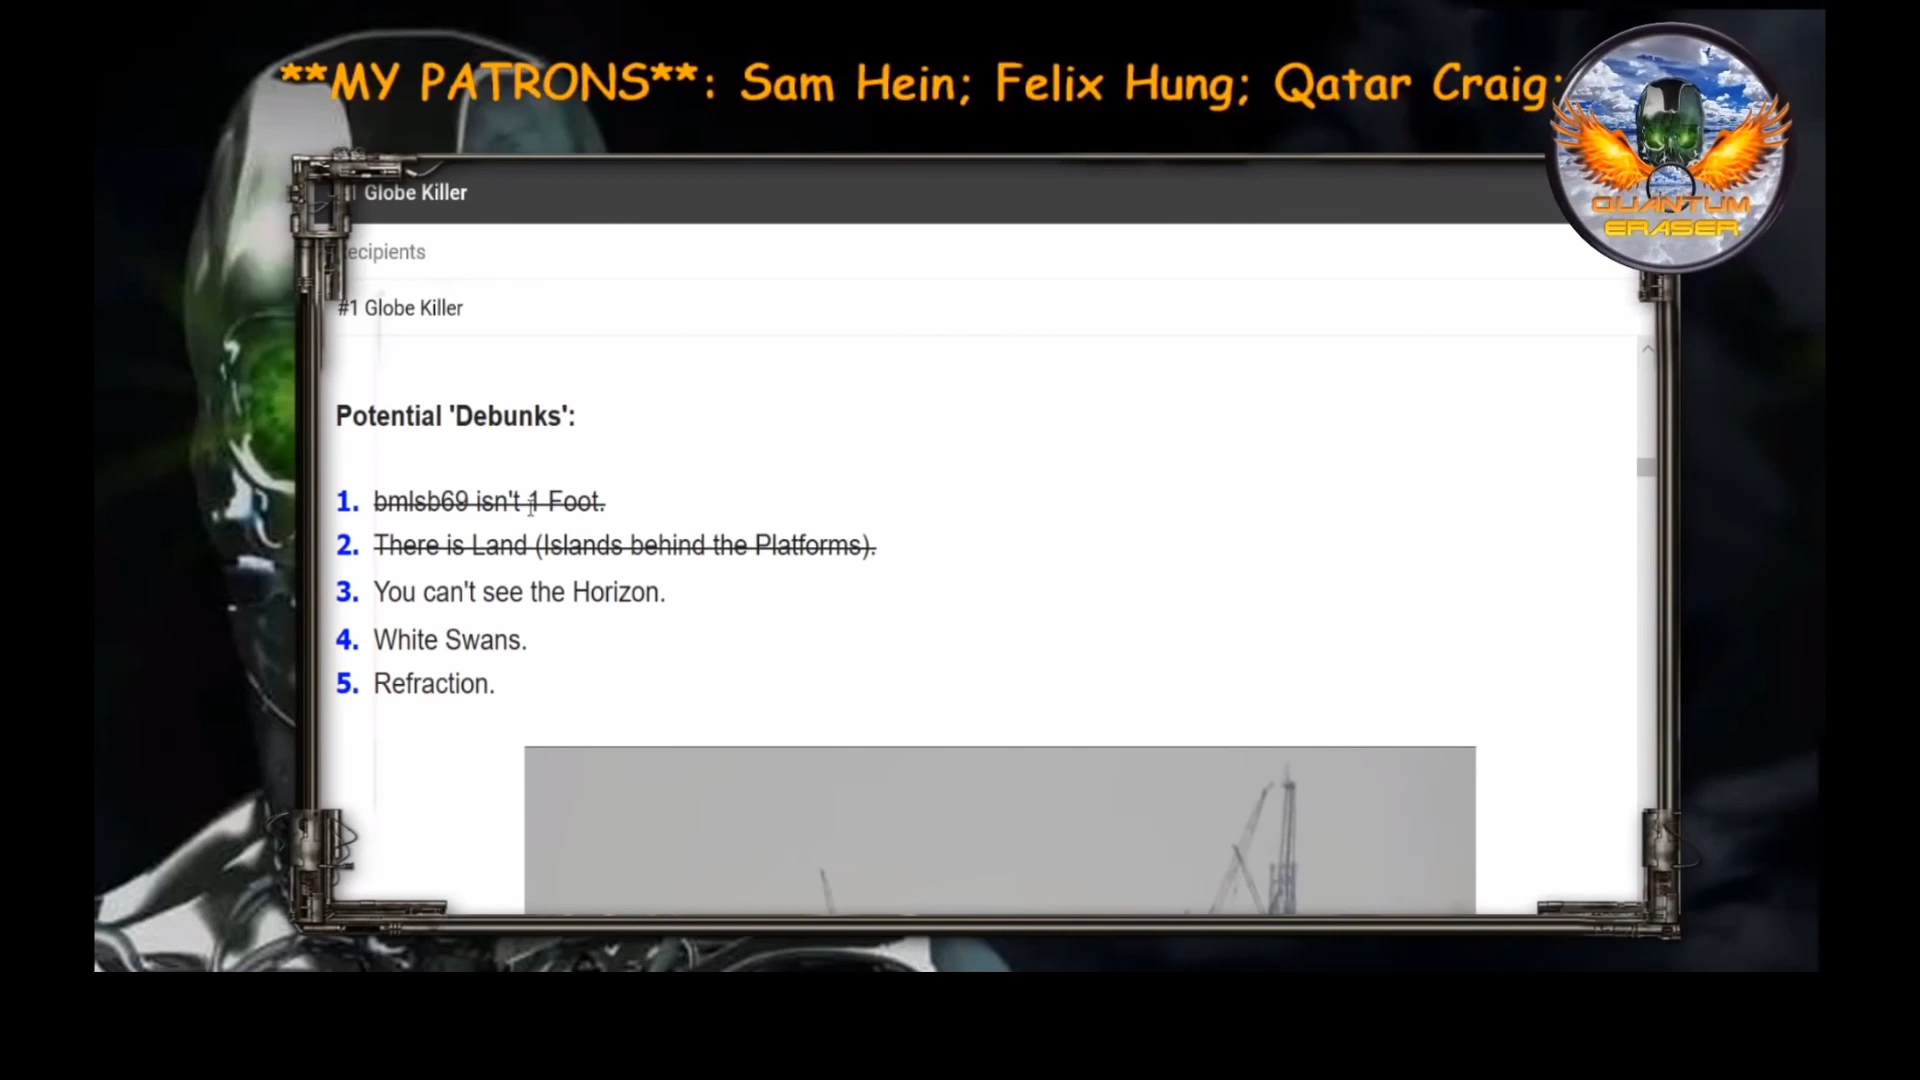 **MY PATRONS**: Sam Hein; Felix Hung; Qatar Craig;
QUANTUM
ERASER
Globe Killer
ecipients
#1 Globe Killer
Potential 'Debunks':
1. bmlsb69 isn't 1 Foot.
2. There is Land (Islands behind the Platforms).
3. You can't see the Horizon.
4. White Swans.
5. Refraction.